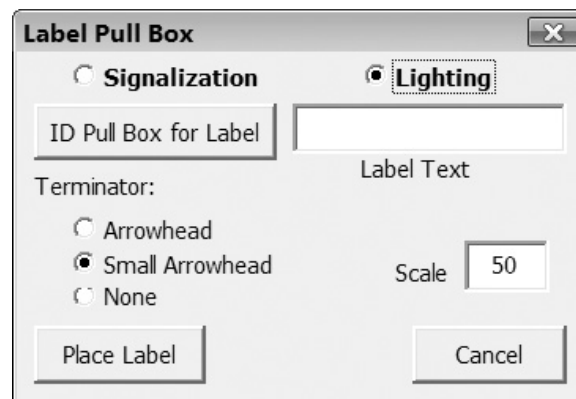 Label Pull Box
Signalization Lighting
ID Pull Box for Label
Label Text
Terminator:
Arrowhead
Small Arrowhead
Scale 50
None
Place Label Cancel